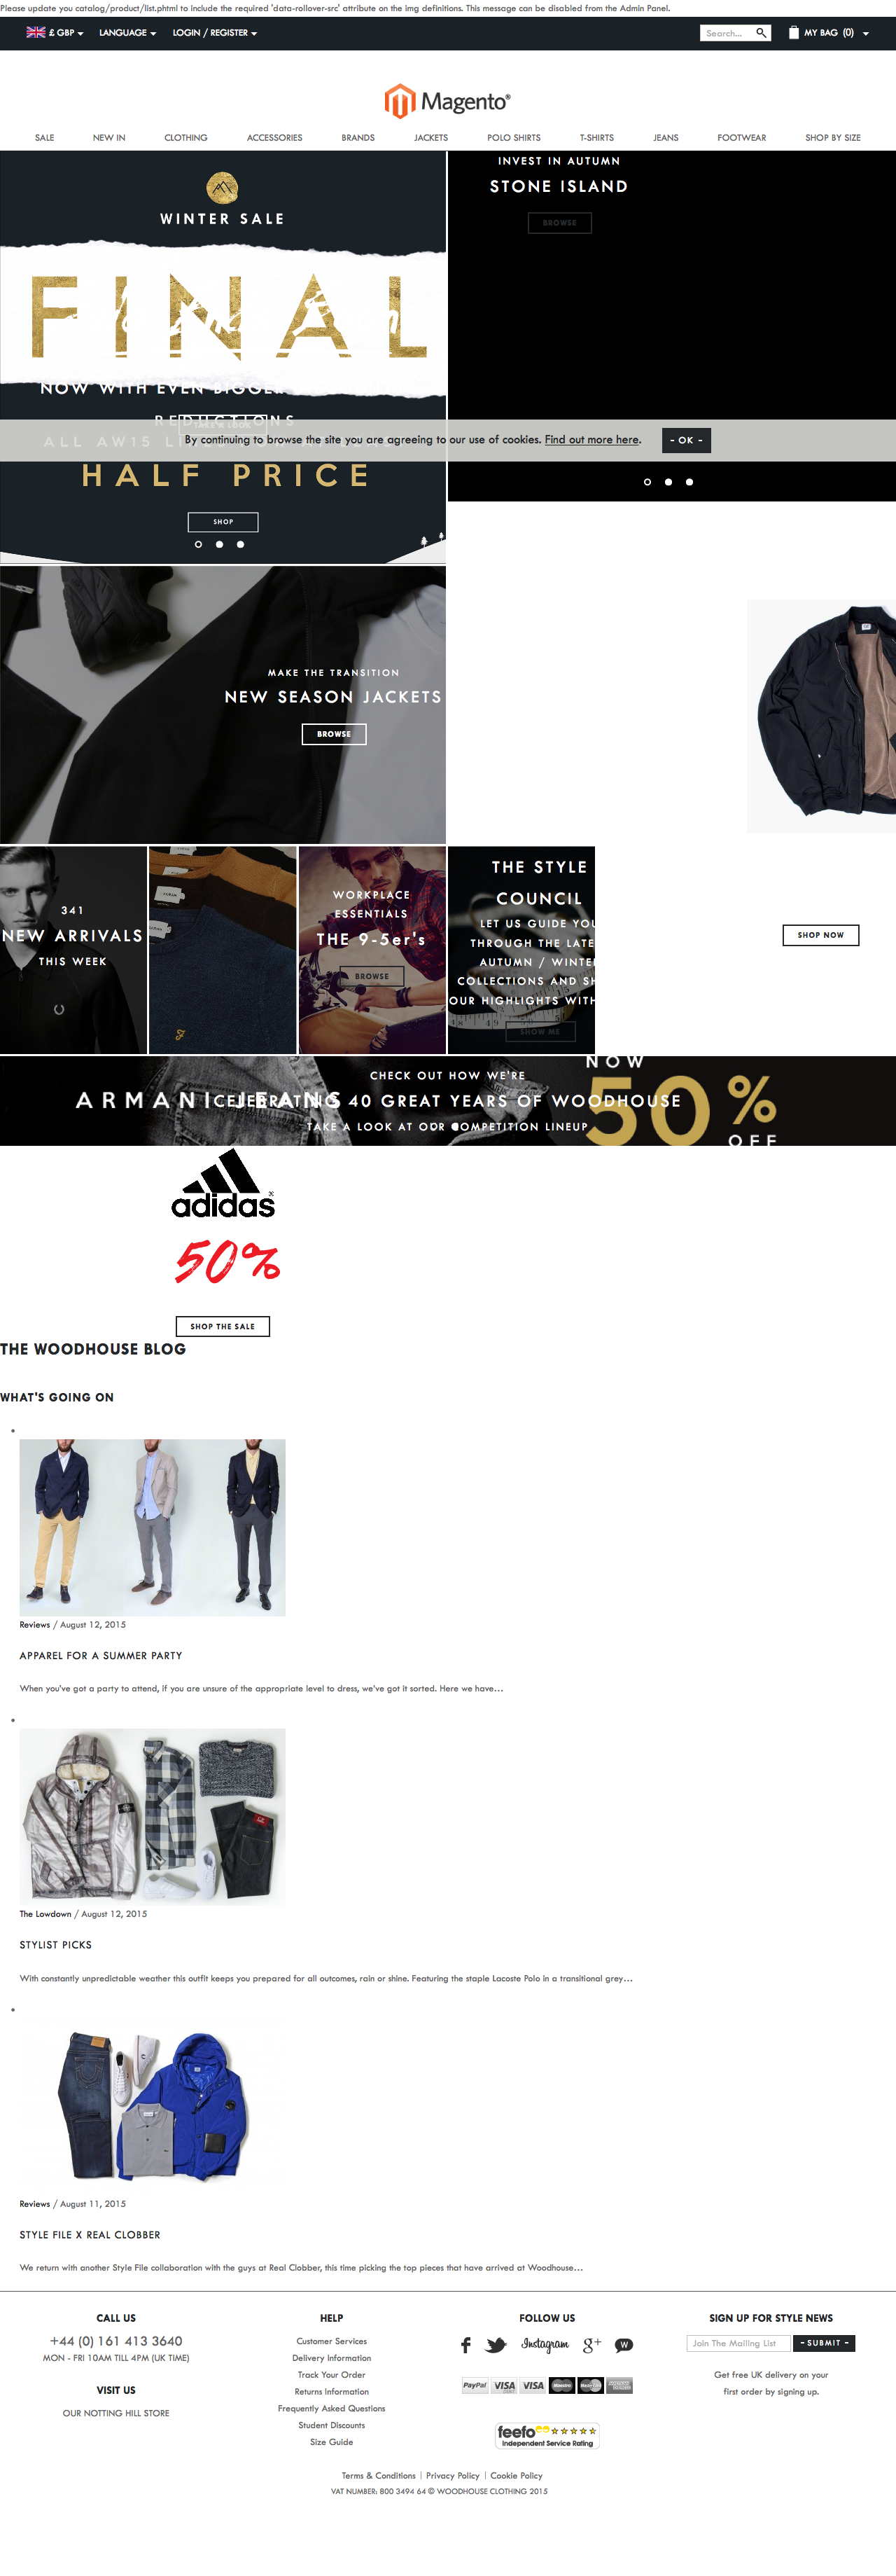 Please update you catalog/product/list.phtml to include the required 'data-rollover-src' attribute on the img definitions. This message can be disabled from the Admin Panel.
£ GBP LANGUAGE LOGIN / REGISTER Search... MY BAG (0)
Magento®
SALE NEW IN CLOTHING ACCESSORIES BRANDS JACKETS POLO SHIRTS T-SHIRTS JEANS FOOTWEAR SHOP BY SIZE
WINTER SALE
FINAL
NOW WITH EVEN BIGGER
REDUCTIONS
TAKE A LOOK
ALL AW15
HALF PRICE
SHOP
INVEST IN AUTUMN
STONE ISLAND
BROWSE
By continuing to browse the site you are agreeing to our use of cookies. Find out more here. - OK -
MAKE THE TRANSITION
NEW SEASON JACKETS
BROWSE
341
NEW ARRIVALS
THIS WEEK
WORKPLACE
ESSENTIALS
THE 9-5er's
BROWSE
THE STYLE
COUNCIL
LET US GUIDE YOU
THROUGH THE LATE
AUTUMN / WINTER
COLLECTIONS AND SH
OUR HIGHLIGHTS WITH
SHOW ME
SHOP NOW
ARMANI JEANS
CHECK OUT HOW WE'RE
CELEBRATING 40 GREAT YEARS OF WOODHOUSE
TAKE A LOOK AT OUR COMPETITION LINEUP
NOW
50%
OFF
adidas
50%
SHOP THE SALE
THE WOODHOUSE BLOG
WHAT'S GOING ON
Reviews / August 12, 2015
APPAREL FOR A SUMMER PARTY
When you've got a party to attend, if you are unsure of the appropriate level to dress, we've got it sorted. Here we have...
The Lowdown / August 12, 2015
STYLIST PICKS
With constantly unpredictable weather this outfit keeps you prepared for all outcomes, rain or shine. Featuring the staple Lacoste Polo in a transitional grey...
Reviews / August 11, 2015
STYLE FILE X REAL CLOBBER
We return with another Style File collaboration with the guys at Real Clobber, this time picking the top pieces that have arrived at Woodhouse...
CALL US
+44 (0) 161 413 3640
MON - FRI 10AM TILL 4PM (UK TIME)
VISIT US
OUR NOTTING HILL STORE
HELP
Customer Services
Delivery Information
Track Your Order
Returns information
Frequently Asked Questions
Student Discounts
Size Guide
FOLLOW US
f Instagram g+ W
PayPal VISA VISA Maestro MasterCard
feefo
Independent Service Rating
SIGN UP FOR STYLE NEWS
Join The Mailing List - SUBMIT -
Get free UK delivery on your
first order by signing up.
Terms & Conditions | Privacy Policy | Cookie Policy
VAT NUMBER: 800 3494 64 © WOODHOUSE CLOTHING 2015